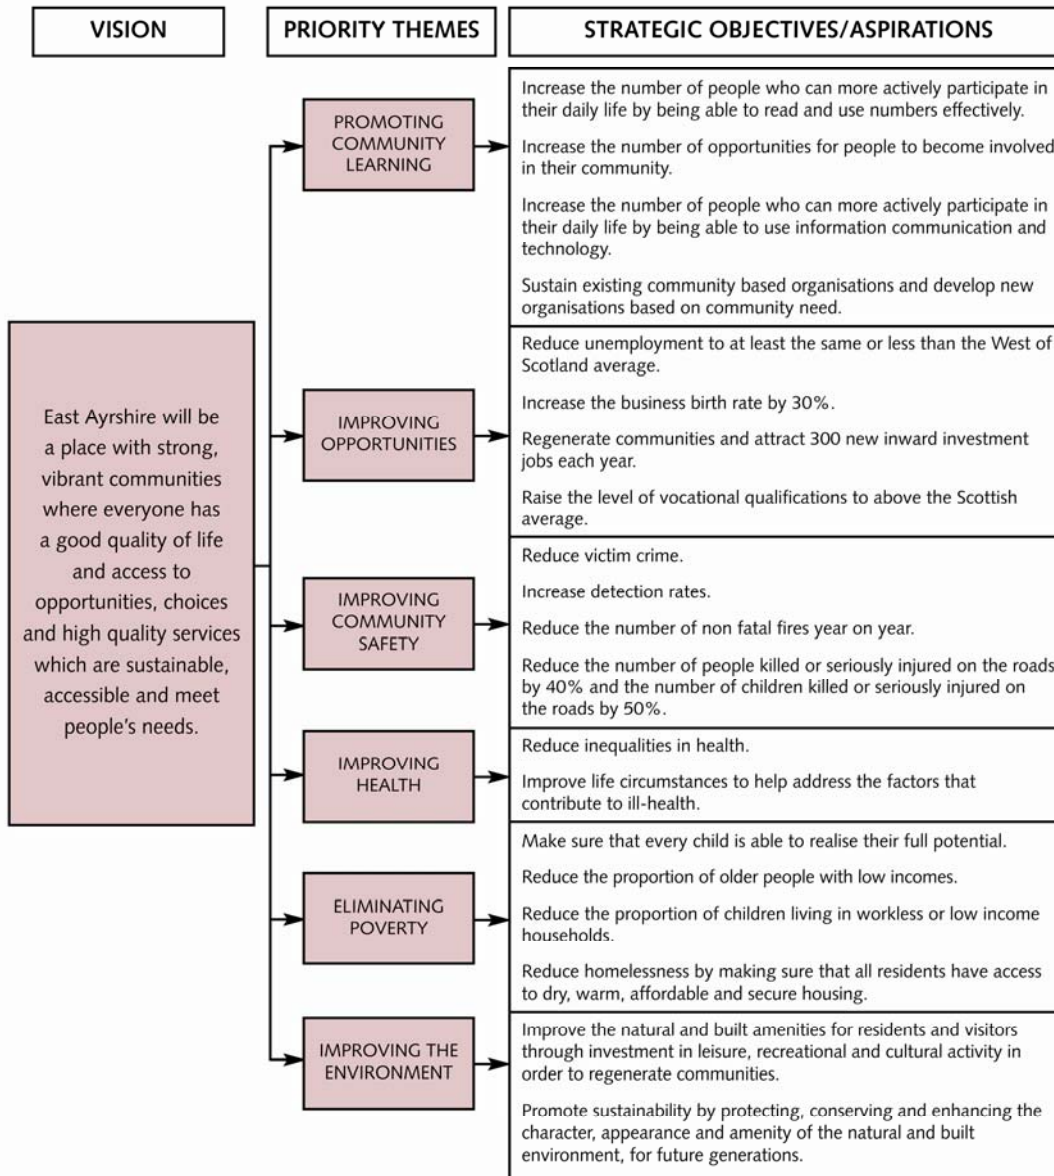 VISION
PRIORITY THEMES
STRATEGIC OBJECTIVES/ASPIRATIONS
East Ayrshire will be
a place with strong,
vibrant communities
where everyone has
a good quality of life
and access to
opportunities, choices
and high quality services
which are sustainable,
accessible and meet
people's needs.
PROMOTING
COMMUNITY
LEARNING
Increase the number of people who can more actively participate in
their daily life by being able to read and use numbers effectively.
Increase the number of opportunities for people to become involved
in their community.
Increase the number of people who can more actively participate in
their daily life by being able to use information communication and
technology.
Sustain existing community based organisations and develop new
organisations based on community need.
IMPROVING
OPPORTUNITIES
Reduce unemployment to at least the same or less than the West of
Scotland average.
Increase the business birth rate by 30%.
Regenerate communities and attract 300 new inward investment
jobs each year.
Raise the level of vocational qualifications to above the Scottish
average.
IMPROVING
COMMUNITY
SAFETY
Reduce victim crime.
Increase detection rates.
Reduce the number of non fatal fires year on year.
Reduce the number of people killed or seriously injured on the roads
by 40% and the number of children killed or seriously injured on
the roads by 50%.
IMPROVING
HEALTH
Reduce inequalities in health.
Improve life circumstances to help address the factors that
contribute to ill-health.
ELIMINATING
POVERTY
Make sure that every child is able to realise their full potential.
Reduce the proportion of older people with low incomes.
Reduce the proportion of children living in workless or low income
households.
Reduce homelessness by making sure that all residents have access
to dry, warm, affordable and secure housing.
IMPROVING THE
ENVIRONMENT
Improve the natural and built amenities for residents and visitors
through investment in leisure, recreational and cultural activity in
order to regenerate communities.
Promote sustainability by protecting, conserving and enhancing the
character, appearance and amenity of the natural and built
environment, for future generations.